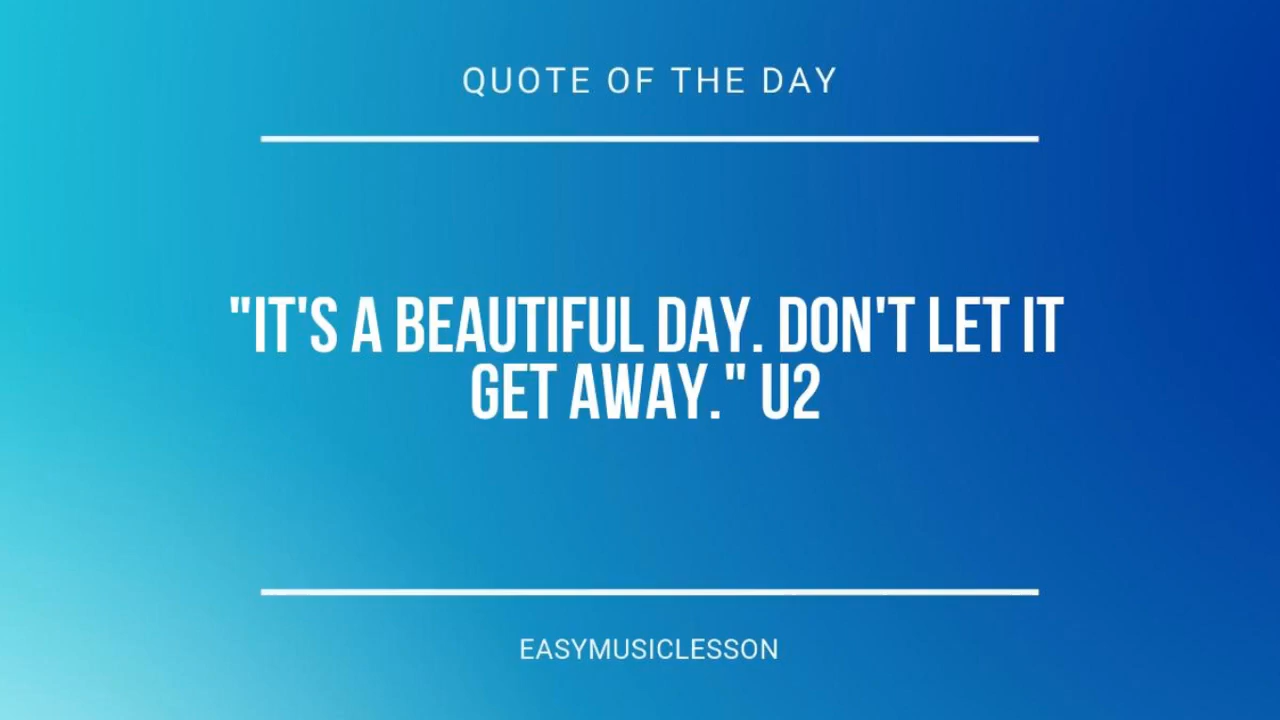 QUOTE OF THE DAY
"IT'S A BEAUTIFUL DAY. DON'T LET IT
GET AWAY." U2
EASYMUSICLESSON